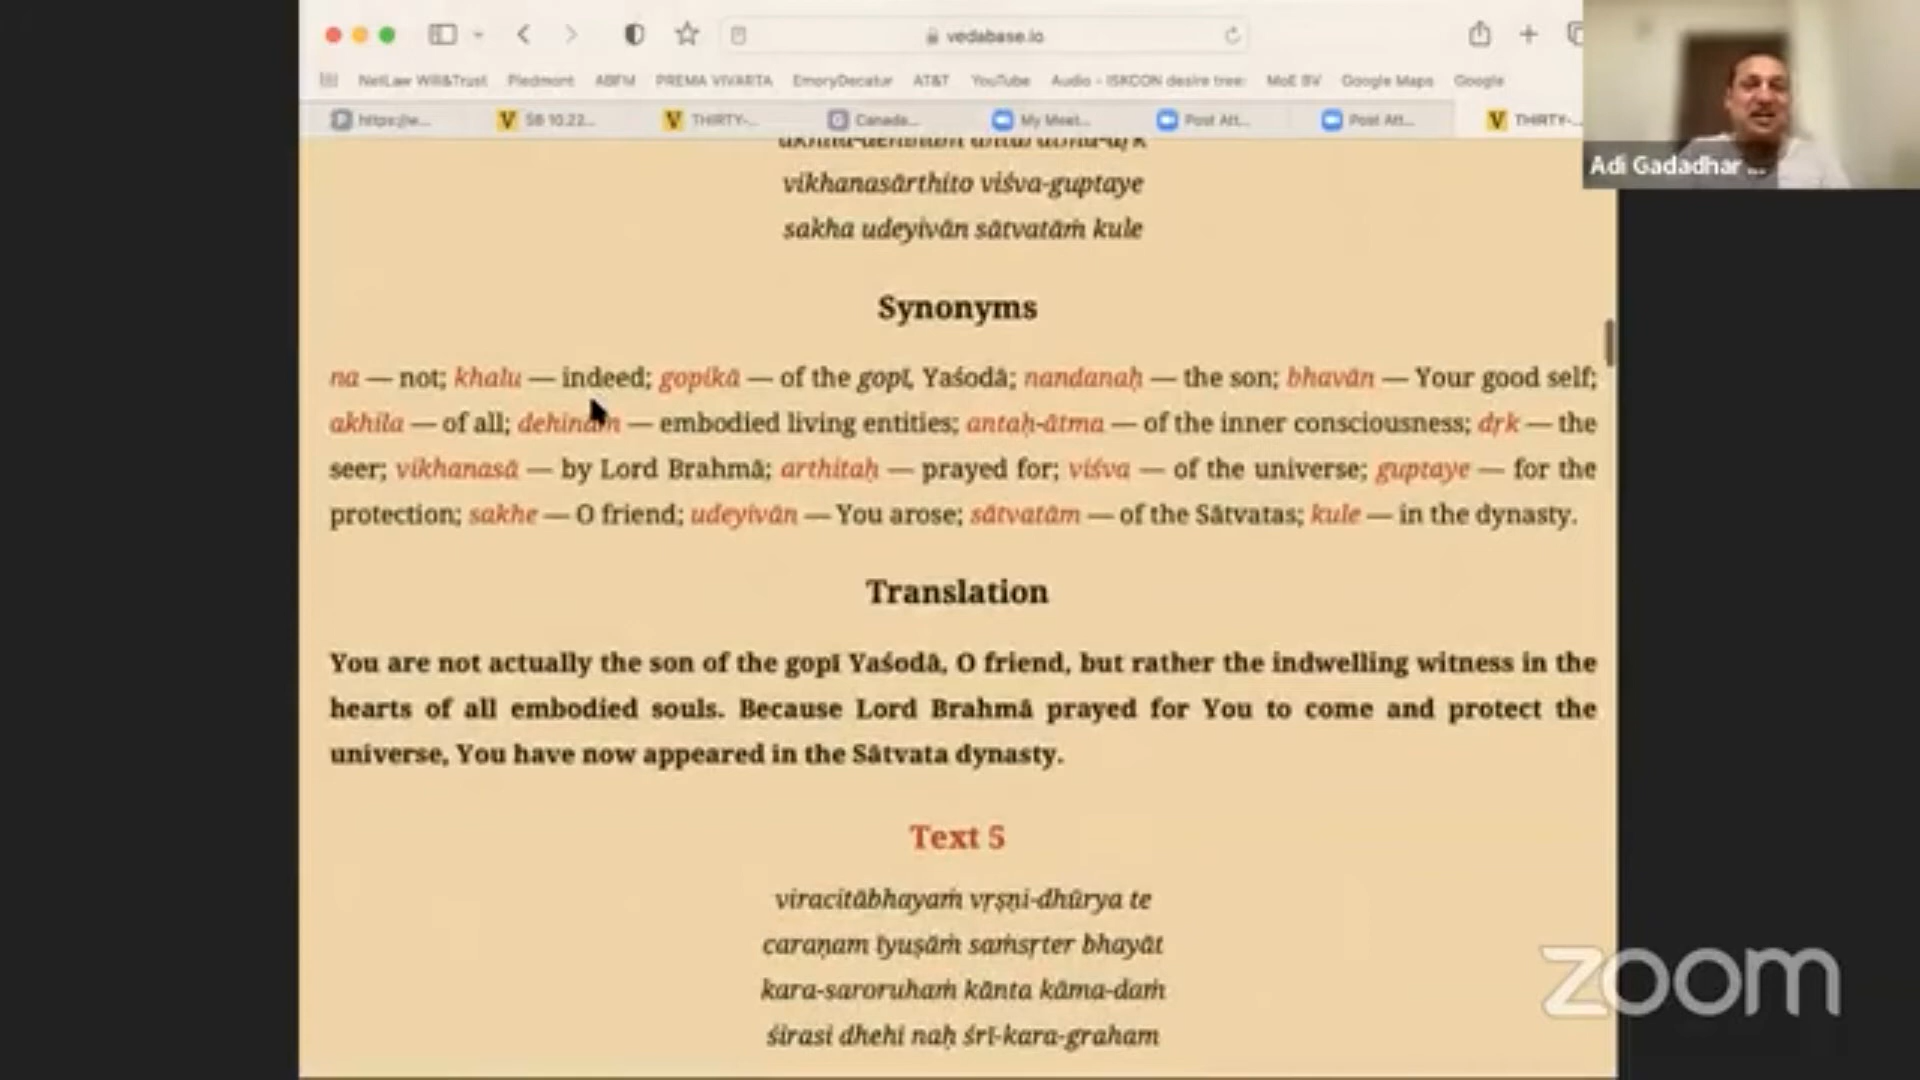 vedabase.io
NetLaw Will&Trust Piedmont ABFM PREMA VIVARTA EmoryDecatur AT&T YouTube Audio - ISKCON desire tree: MoE BV Google Maps Google
https://w... SB 10.22... THIRTY-... Canada... My Meet... Post Att... Post Att... THIRTY-...
Adi Gadadhar ...
vikhanasārthito viśva-guptaye
sakha udeyivān sātvatāṁ kule
Synonyms
na — not; khalu — indeed; gopikā — of the gopī, Yaśodā; nandanaḥ — the son; bhavān — Your good self;
akhila — of all; dehinām — embodied living entities; antaḥ-ātma — of the inner consciousness; dṛk — the
seer; vikhanasā — by Lord Brahmā; arthitaḥ — prayed for; viśva — of the universe; guptaye — for the
protection; sakhe — O friend; udeyivān — You arose; sātvatām — of the Sātvatas; kule — in the dynasty.
Translation
You are not actually the son of the gopī Yaśodā, O friend, but rather the indwelling witness in the
hearts of all embodied souls. Because Lord Brahmā prayed for You to come and protect the
universe, You have now appeared in the Sātvata dynasty.
Text 5
viracitābhayaṁ vṛṣṇi-dhūrya te
caraṇam īyuṣāṁ saṁsṛter bhayāt
kara-saroruhaṁ kānta kāma-daṁ
śirasi dhehi naḥ śrī-kara-graham
zoom